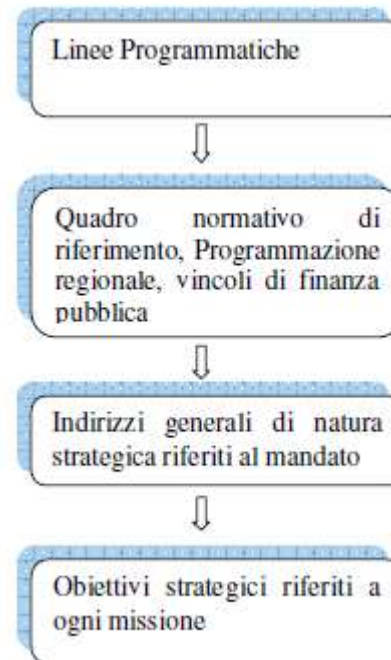 Linee Programmatiche
Quadro normativo di
riferimento, Programmazione
regionale, vincoli di finanza
pubblica
Indirizzi generali di natura
strategica riferiti al mandato
Obiettivi strategici riferiti a
ogni missione